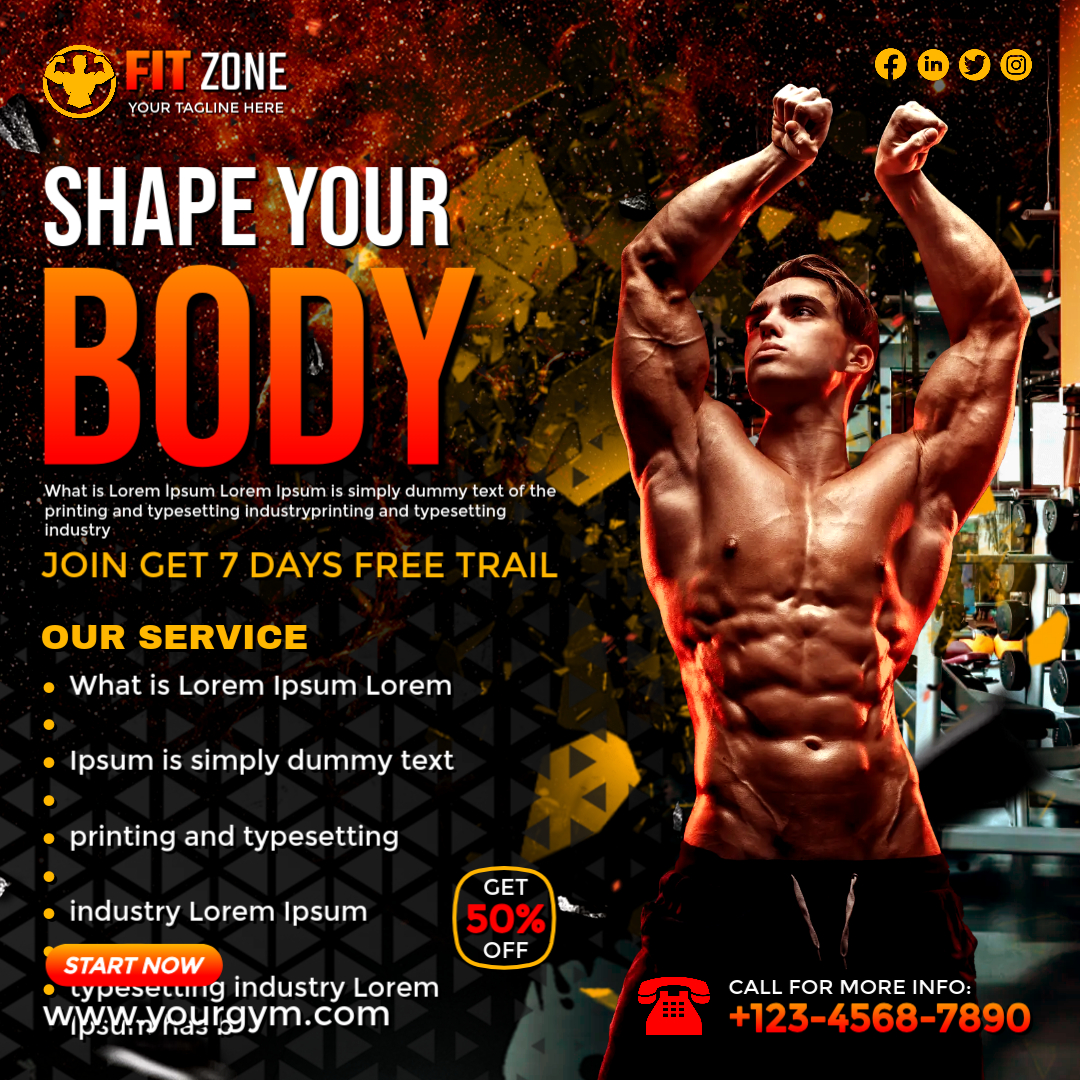 FIT ZONE
YOUR TAGLINE HERE
SHAPE YOUR
BODY
What is Lorem Ipsum Lorem Ipsum is simply dummy text of the
printing and typesetting industryprinting and typesetting
industry
JOIN GET 7 DAYS FREE TRAIL
OUR SERVICE
What is Lorem Ipsum Lorem
Ipsum is simply dummy text
printing and typesetting
industry Lorem Ipsum
START NOW
typesetting industry Lorem
www.yourgym.com
Ipsum has b
GET
50%
OFF
CALL FOR MORE INFO:
+123-4568-7890